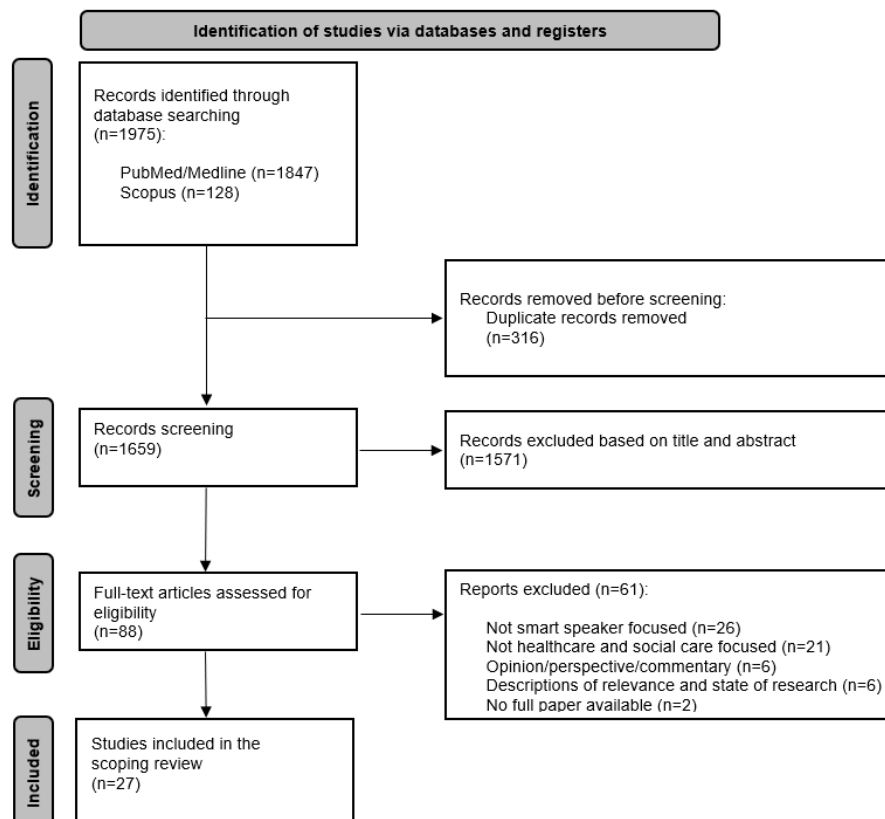 Identification of studies via databases and registers
Identification
Records identified through
database searching
(n=1975):
PubMed/Medline (n=1847)
Scopus (n=128)
Records removed before screening:
Duplicate records removed
(n=316)
Screening
Records screening
(n=1659)
Records excluded based on title and abstract
(n=1571)
Eligibility
Full-text articles assessed for
eligibility
(n=88)
Reports excluded (n=61):
Not smart speaker focused (n=26)
Not healthcare and social care focused (n=21)
Opinion/perspective/commentary (n=6)
Descriptions of relevance and state of research (n=6)
No full paper available (n=2)
Included
Studies included in the
scoping review
(n=27)